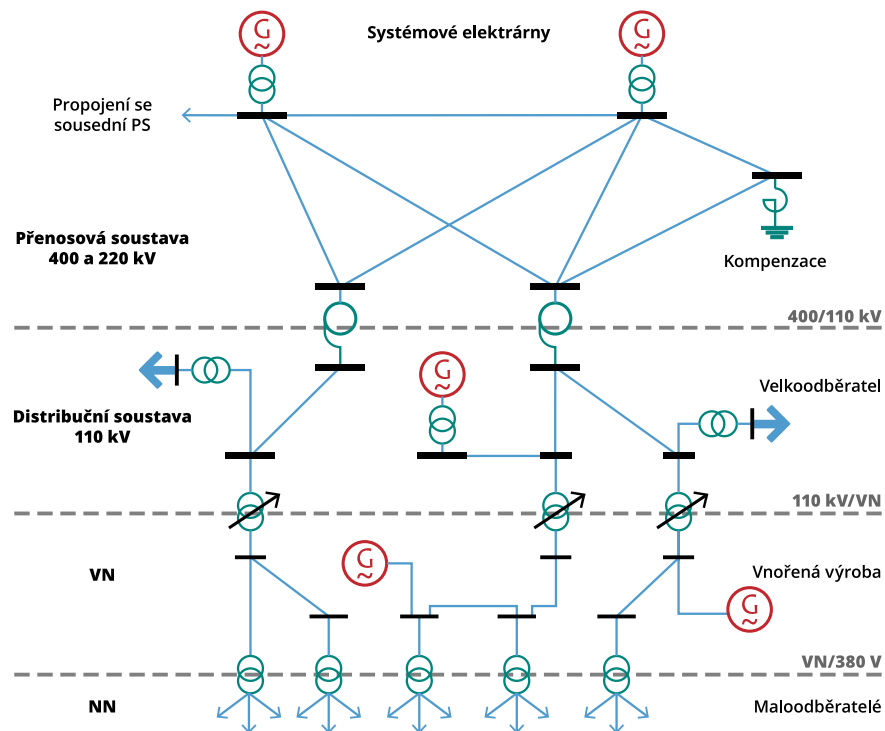 G
~
Systémové elektrárny
G
~
Propojení se
sousední PS
Přenosová soustava
400 a 220 kV
Kompenzace
400/110 kV
G
~
Velkoodběratel
Distribuční soustava
110 kV
110 kV/VN
G
~
VN
Vnořená výroba
G
~
VN/380 V
NN
Maloodběratelé